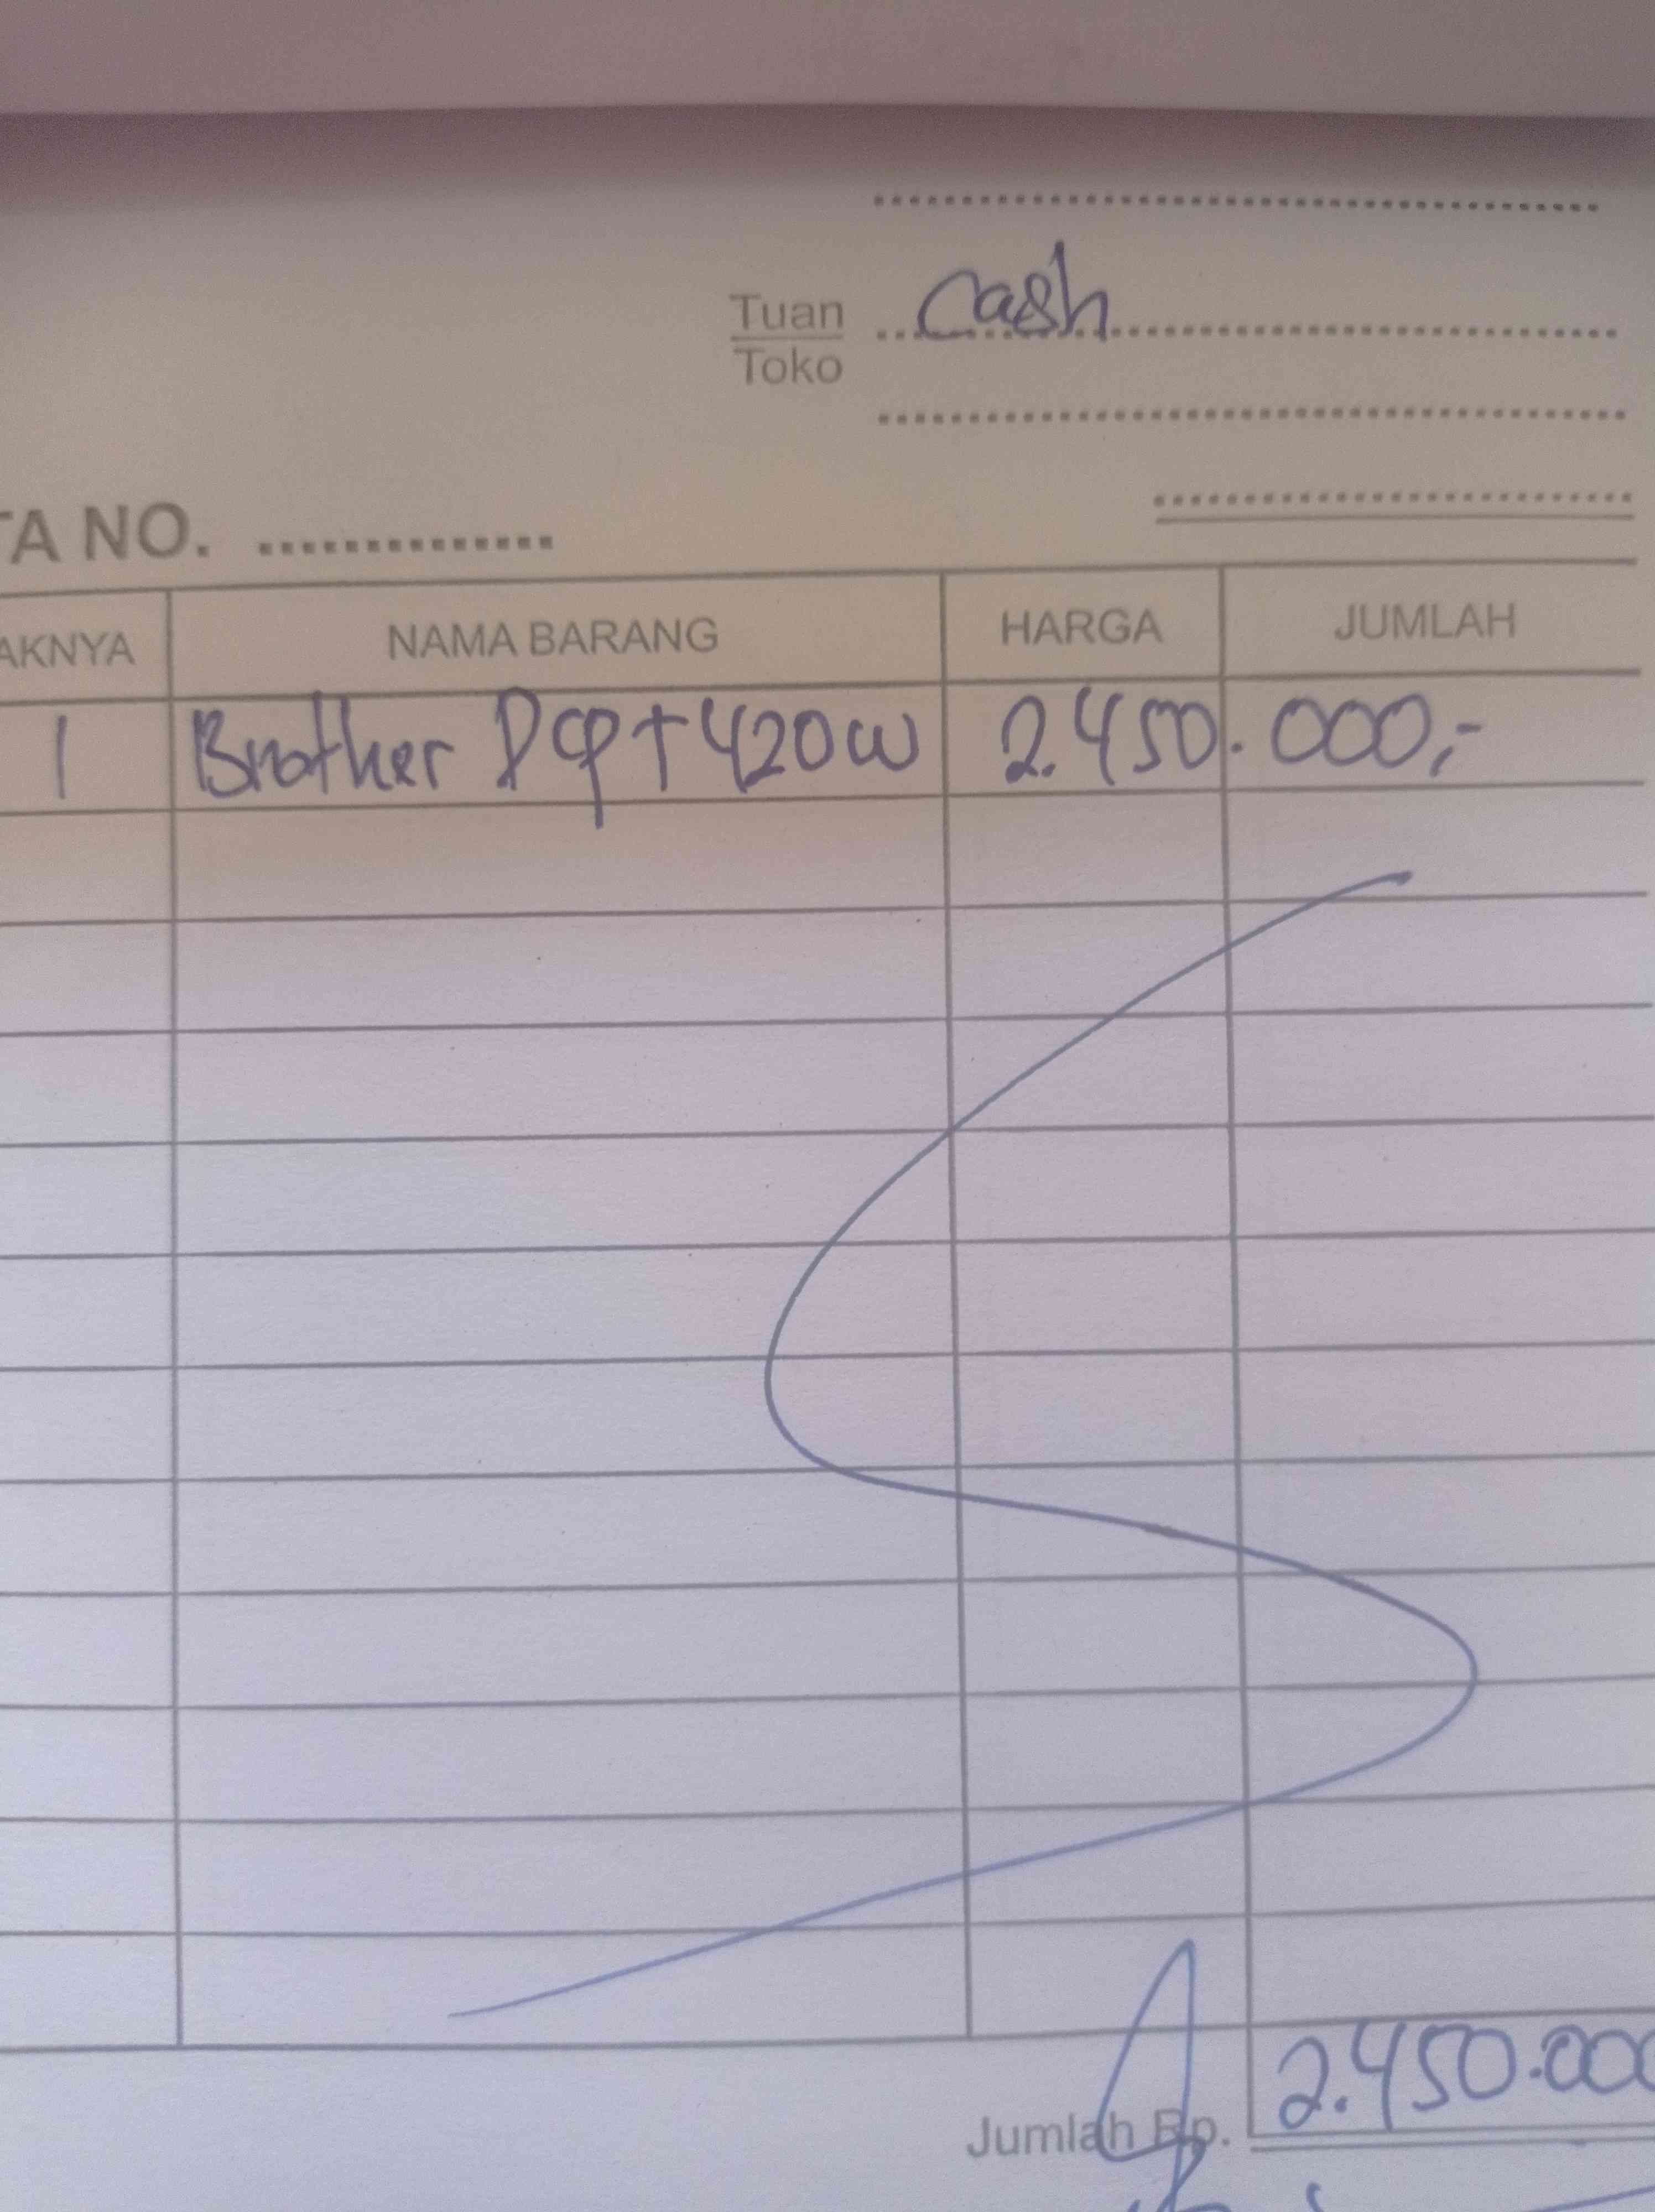 Cash
Tuan
Toko
TA NO.
AKNYA NAMA BARANG HARGA JUMLAH
1 Brother Dcp T420w 2.450.000,-
Jumlah Rp. 2.450.000